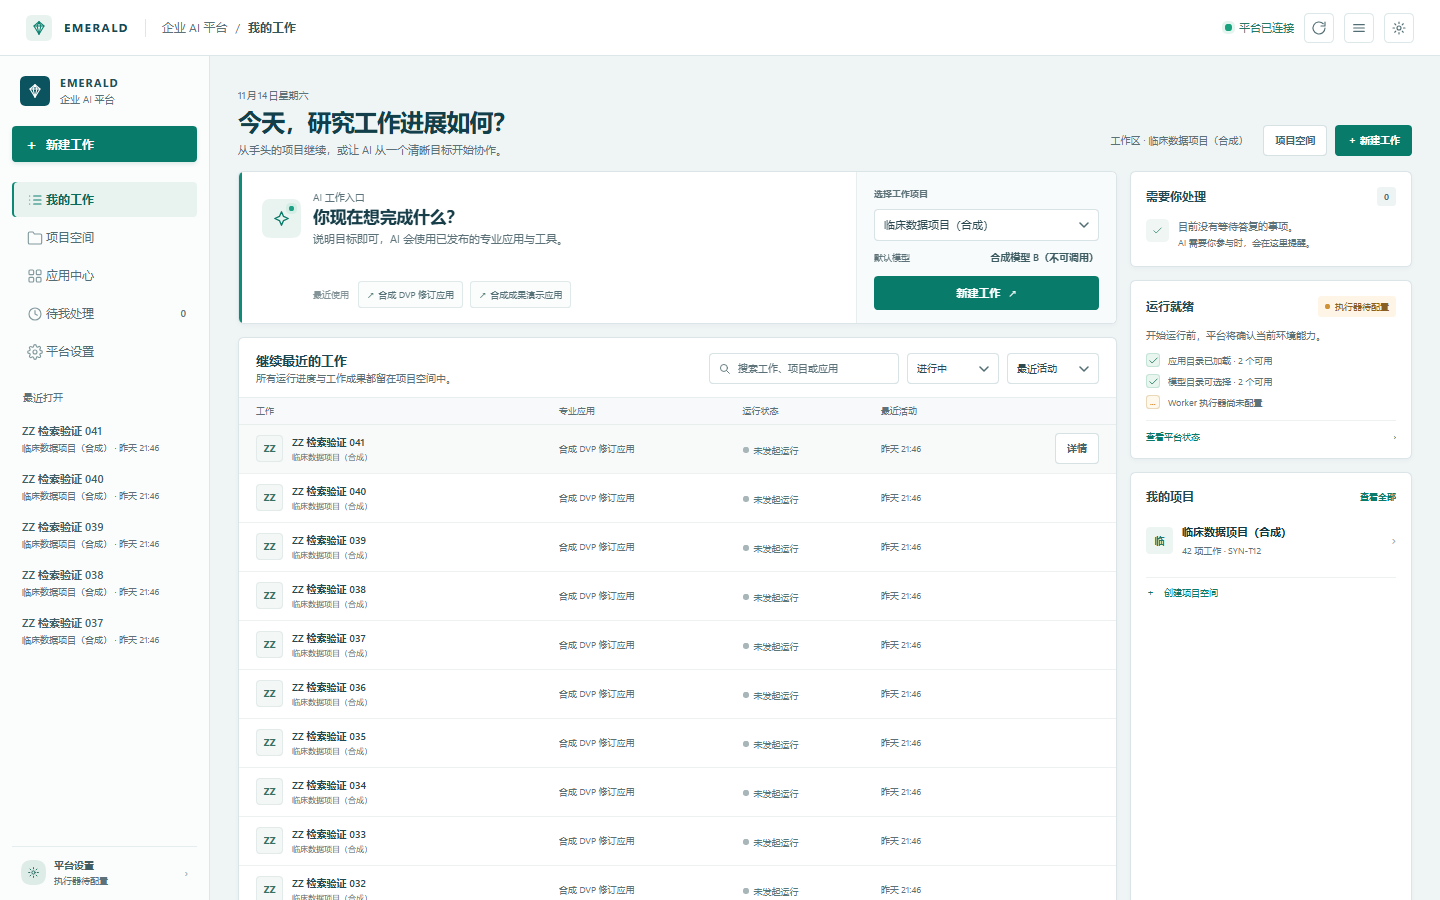 EMERALD
企业 AI 平台 / 我的工作
平台已连接
EMERALD
企业 AI 平台
+ 新建工作
我的工作
项目空间
应用中心
待我处理 0
平台设置
最近打开
ZZ 检索验证 041
临床数据项目（合成） · 昨天 21:46
ZZ 检索验证 040
临床数据项目（合成） · 昨天 21:46
ZZ 检索验证 039
临床数据项目（合成） · 昨天 21:46
ZZ 检索验证 038
临床数据项目（合成） · 昨天 21:46
ZZ 检索验证 037
临床数据项目（合成） · 昨天 21:46
平台设置
执行器待配置
11月14日星期六
今天，研究工作进展如何？
从手头的项目继续，或让 AI 从一个清晰目标开始协作。
工作区 · 临床数据项目（合成）
项目空间
+ 新建工作
AI 工作入口
你现在想完成什么？
说明目标即可，AI 会使用已发布的专业应用与工具。
最近使用
↗ 合成 DVP 修订应用
↗ 合成成果演示应用
选择工作项目
临床数据项目（合成）
默认模型 合成模型 B（不可调用）
新建工作 ↗
继续最近的工作
所有运行进度与工作成果都留在项目空间中。
搜索工作、项目或应用
进行中
最近活动
工作 专业应用 运行状态 最近活动
ZZ ZZ 检索验证 041 合成 DVP 修订应用 未发起运行 昨天 21:46 详情
临床数据项目（合成）
ZZ ZZ 检索验证 040 合成 DVP 修订应用 未发起运行 昨天 21:46
临床数据项目（合成）
ZZ ZZ 检索验证 039 合成 DVP 修订应用 未发起运行 昨天 21:46
临床数据项目（合成）
ZZ ZZ 检索验证 038 合成 DVP 修订应用 未发起运行 昨天 21:46
临床数据项目（合成）
ZZ ZZ 检索验证 037 合成 DVP 修订应用 未发起运行 昨天 21:46
临床数据项目（合成）
ZZ ZZ 检索验证 036 合成 DVP 修订应用 未发起运行 昨天 21:46
临床数据项目（合成）
ZZ ZZ 检索验证 035 合成 DVP 修订应用 未发起运行 昨天 21:46
临床数据项目（合成）
ZZ ZZ 检索验证 034 合成 DVP 修订应用 未发起运行 昨天 21:46
临床数据项目（合成）
ZZ ZZ 检索验证 033 合成 DVP 修订应用 未发起运行 昨天 21:46
临床数据项目（合成）
ZZ ZZ 检索验证 032 合成 DVP 修订应用 未发起运行 昨天 21:46
临床数据项目（合成）
需要你处理 0
目前没有等待答复的事项。
AI 需要你参与时，会在这里提醒。
运行就绪 执行器待配置
开始运行前，平台将确认当前环境能力。
应用目录已加载 · 2 个可用
模型目录可选择 · 2 个可用
Worker 执行器尚未配置
查看平台状态
我的项目 查看全部
临 临床数据项目（合成）
42 项工作 · SYN-T12
+ 创建项目空间